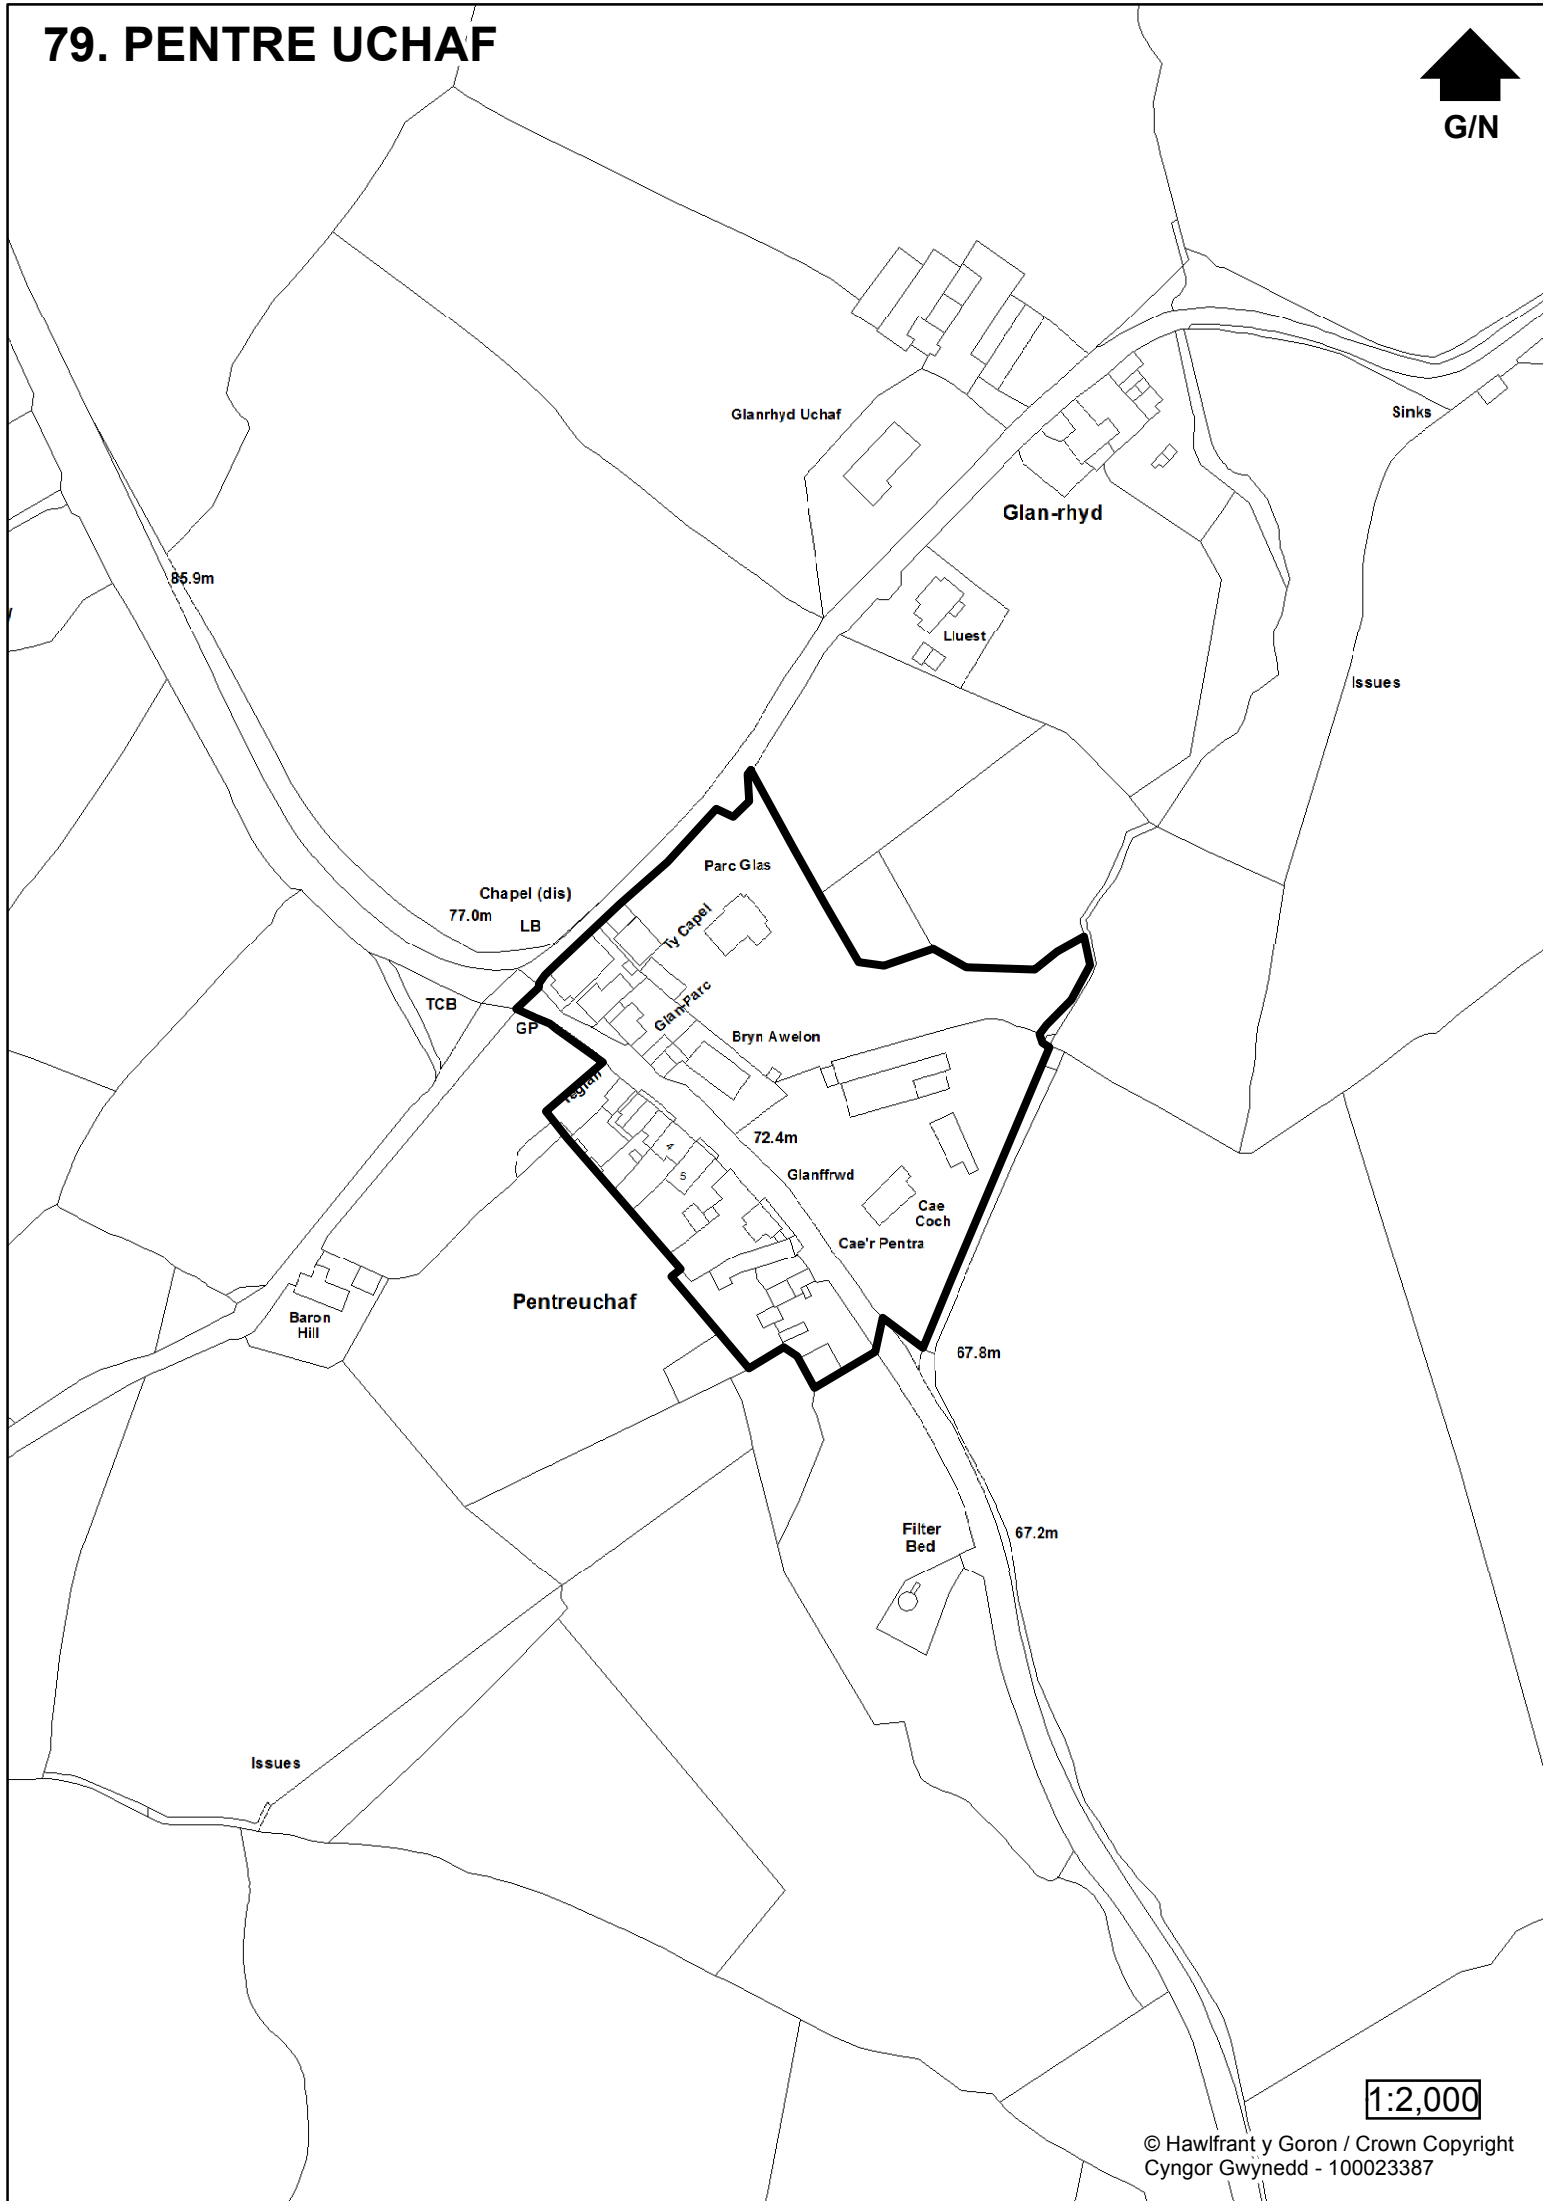 79. PENTRE UCHAF
G/N
Glanrhyd Uchaf
Sinks
Glan-rhyd
85.9m
Lluest
Issues
Parc Glas
Chapel (dis)
77.0m
LB
Ty Capel
TCB
Glan-Parc
GP
Bryn Awelon
4
72.4m
5
Glanffrwd
Cae
Coch
Cae'r Pentra
Pentreuchaf
Baron
Hill
67.8m
Filter
Bed
67.2m
Issues
1:2,000
© Hawlfraint y Goron / Crown Copyright
Cyngor Gwynedd - 100023387